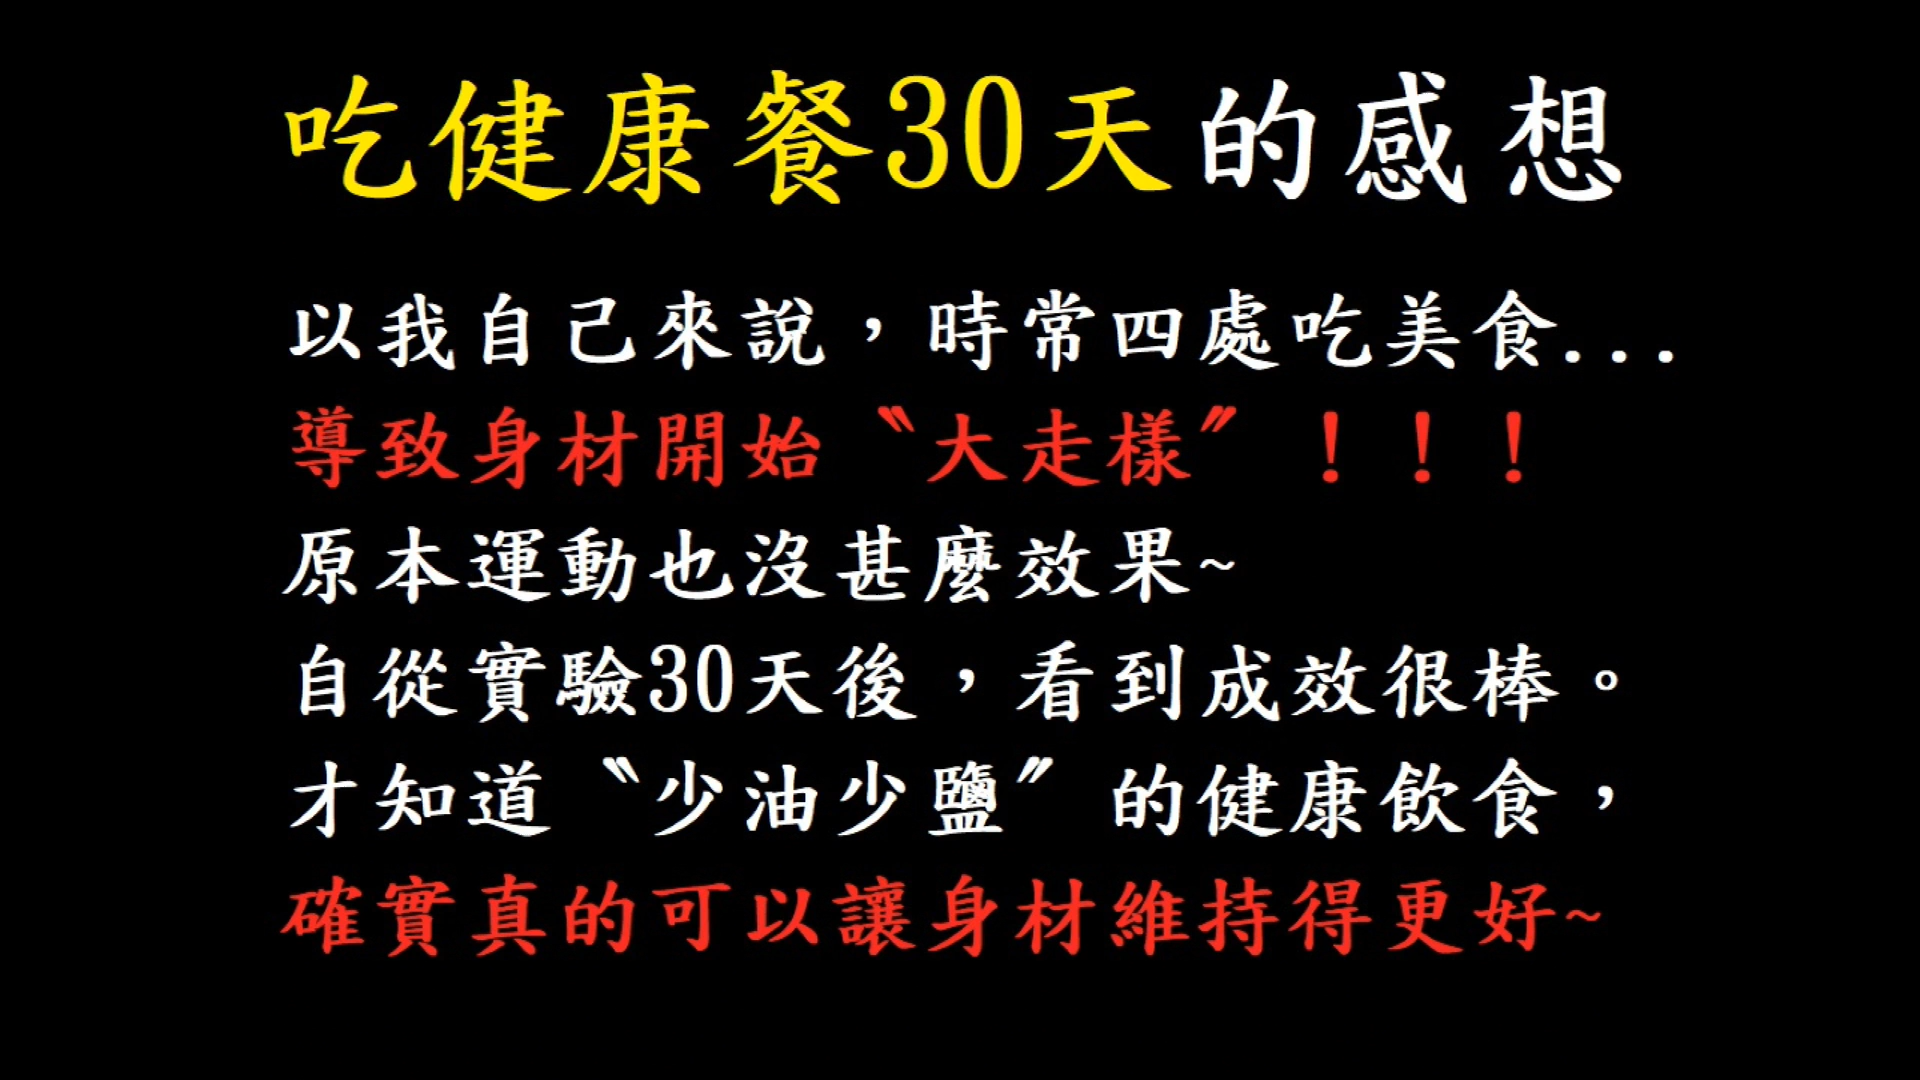 吃健康餐30天的感想
以我自己來說，時常四處吃美食...
導致身材開始〝大走樣〞！！！
原本運動也沒甚麼效果~
自從實驗30天後，看到成效很棒。
才知道〝少油少鹽〞的健康飲食，
確實真的可以讓身材維持得更好~